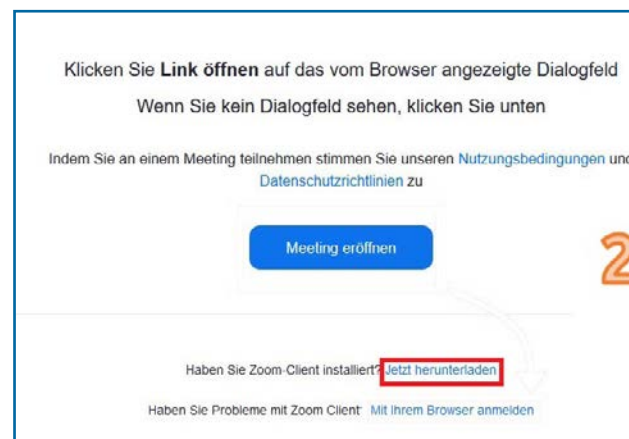 Klicken Sie Link öffnen auf das vom Browser angezeigte Dialogfeld
Wenn Sie kein Dialogfeld sehen, klicken Sie unten
Indem Sie an einem Meeting teilnehmen stimmen Sie unseren Nutzungsbedingungen und
Datenschutzrichtlinien zu
Meeting eröffnen
2
Haben Sie Zoom-Client installiert? Jetzt herunterladen
Haben Sie Probleme mit Zoom Client Mit Ihrem Browser anmelden